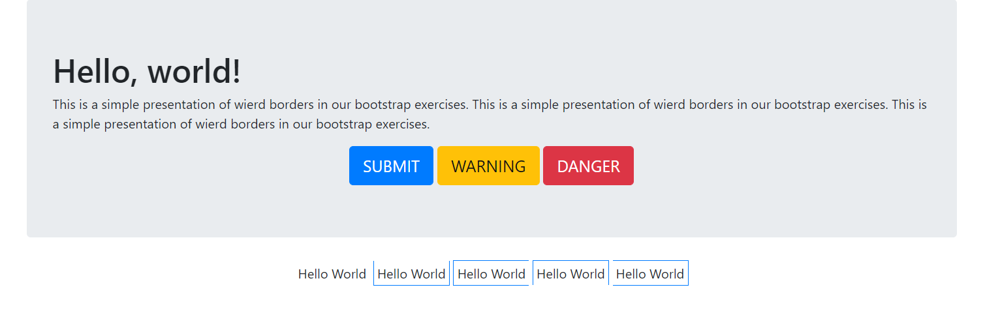 Hello, world!
This is a simple presentation of wierd borders in our bootstrap exercises. This is a simple presentation of wierd borders in our bootstrap exercises. This is
a simple presentation of wierd borders in our bootstrap exercises.
SUBMIT WARNING DANGER
Hello World Hello World Hello World Hello World Hello World